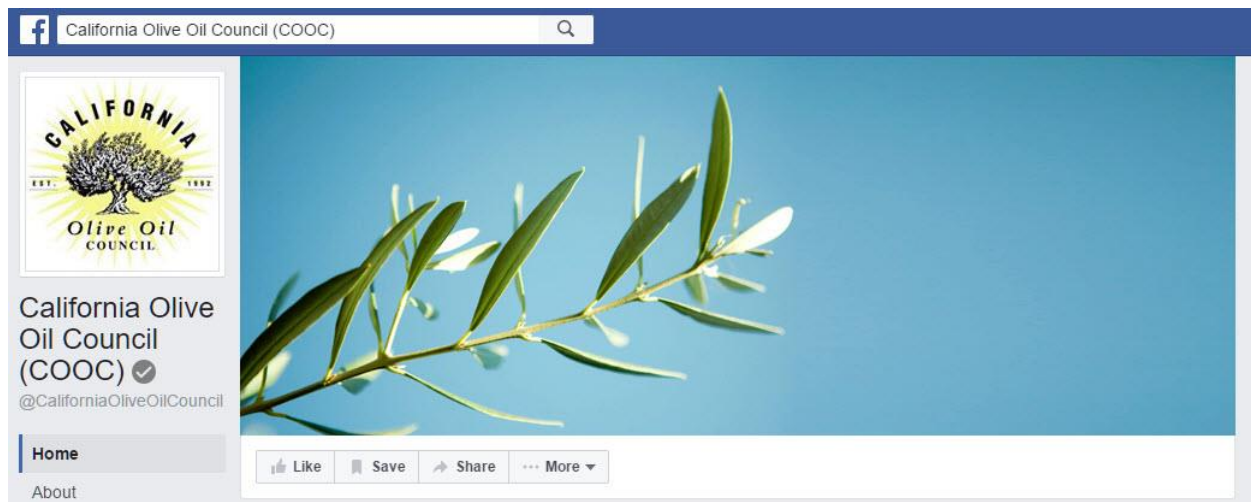 California Olive Oil Council (COOC)
CALIFORNIA
EST. 1992
Olive Oil
COUNCIL
California Olive
Oil Council
(COOC)
@CaliforniaOliveOilCouncil
Home
About
Like Save Share ... More